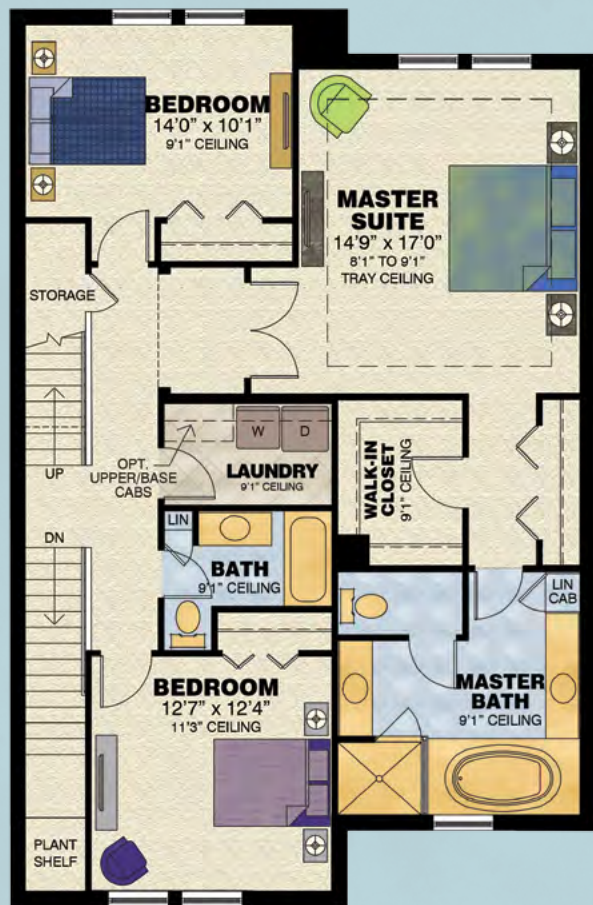 BEDROOM
14'0" x 10'1"
9'1" CEILING
MASTER
SUITE
14'9" x 17'0"
8'1" TO 9'1"
TRAY CEILING
STORAGE
UP
OPT.
UPPER/BASE
CABS
W
D
LAUNDRY
9'1" CEILING
WALK-IN
CLOSET
9'1" CEILING
DN
LIN
BATH
9'1" CEILING
LIN
CAB
BEDROOM
12'7" x 12'4"
11'3" CEILING
MASTER
BATH
9'1" CEILING
PLANT
SHELF